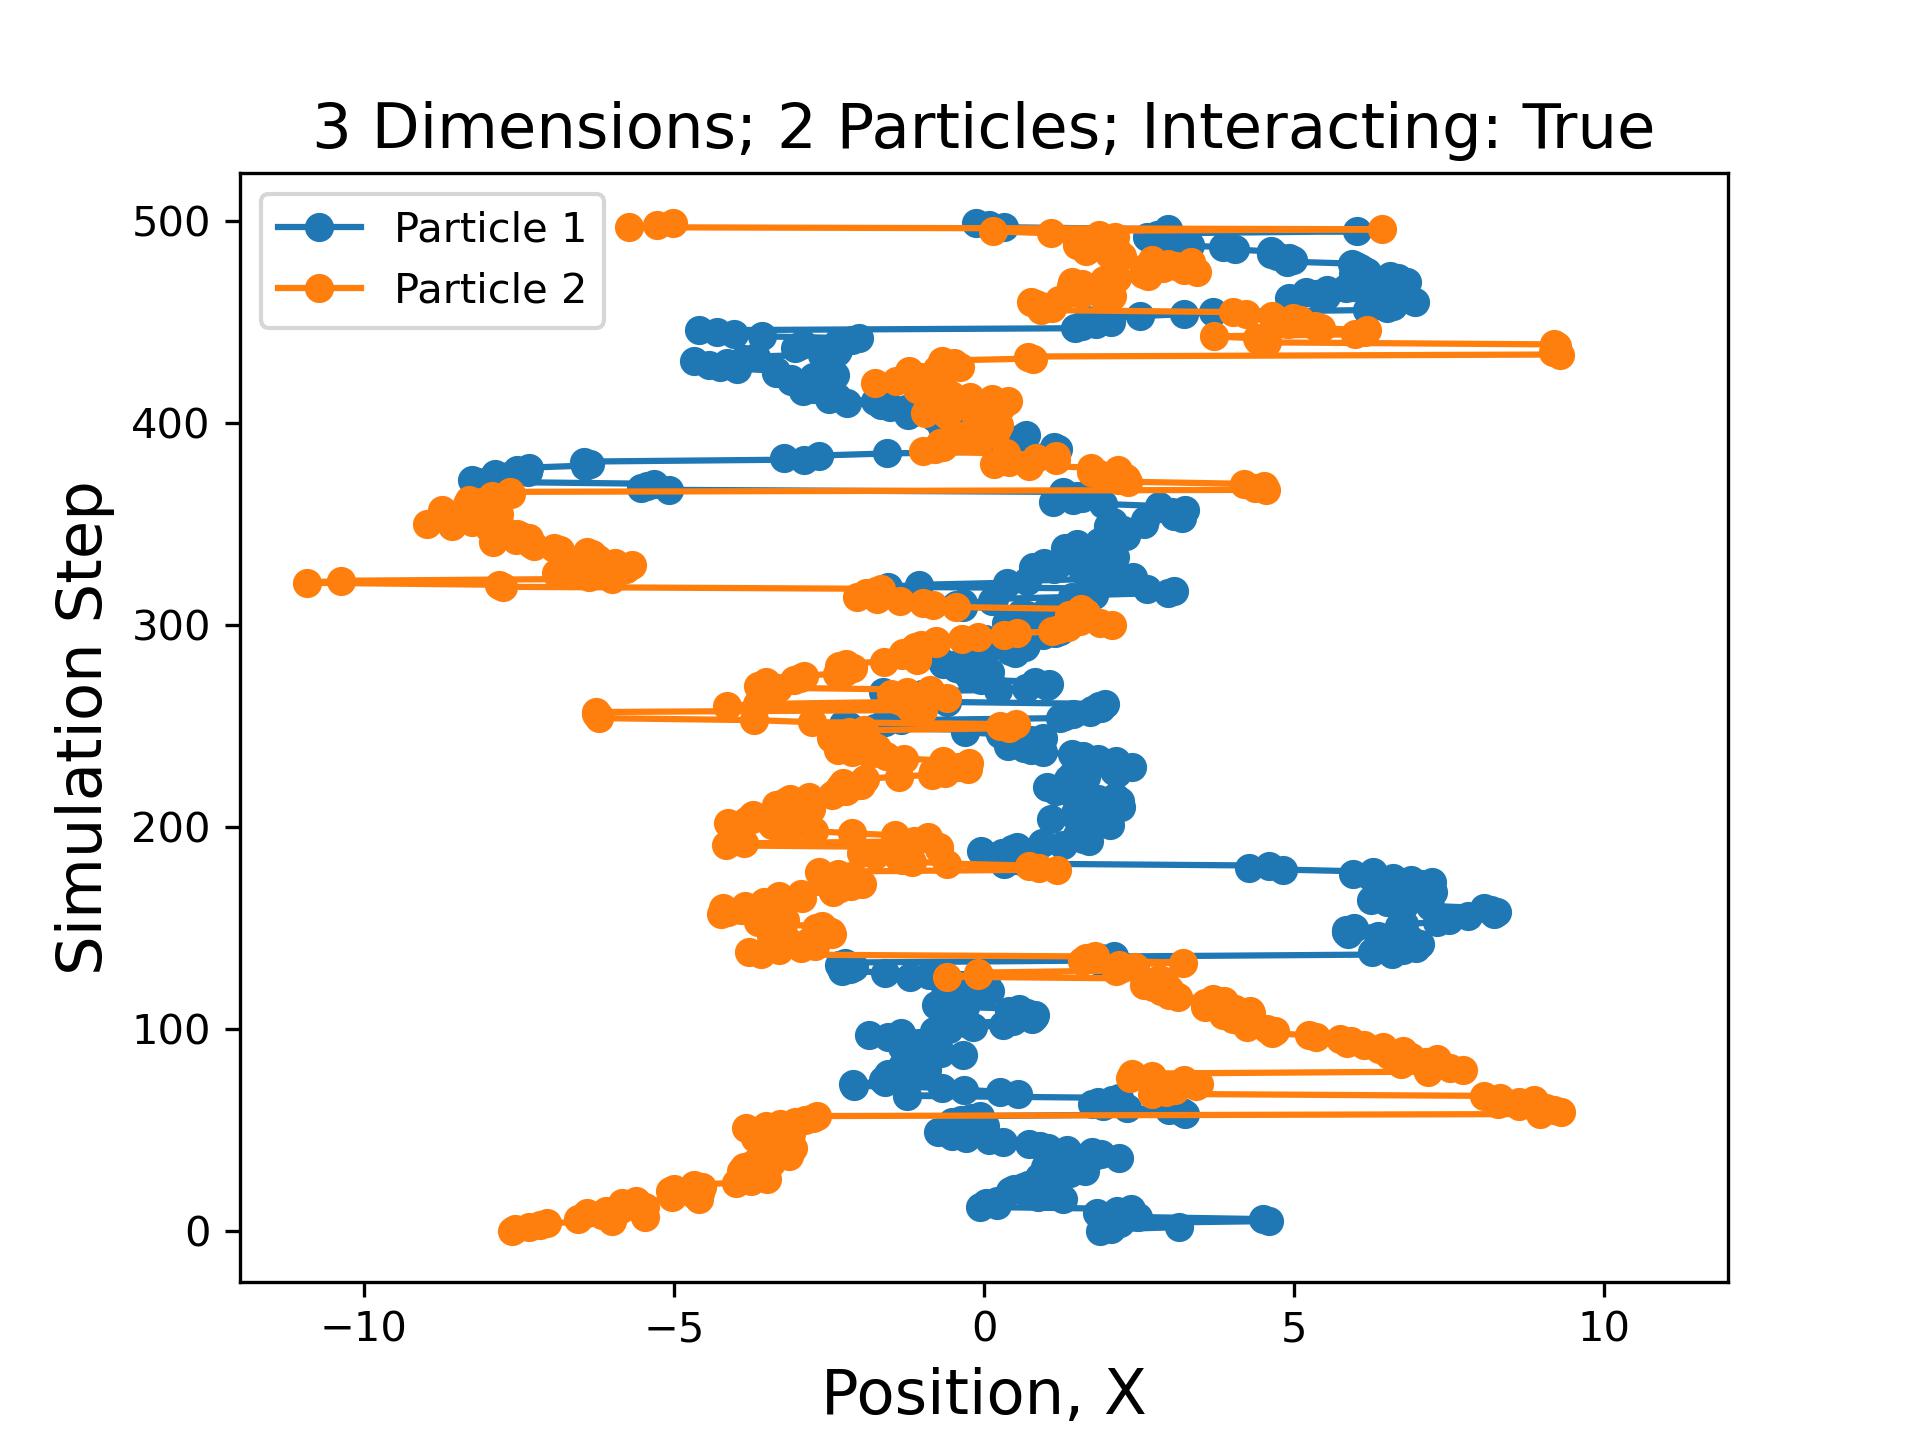 3 Dimensions; 2 Particles; Interacting: True
Particle 1
Particle 2
500
400
300
200
100
0
Simulation Step
−10
−5
0
5
10
Position, X